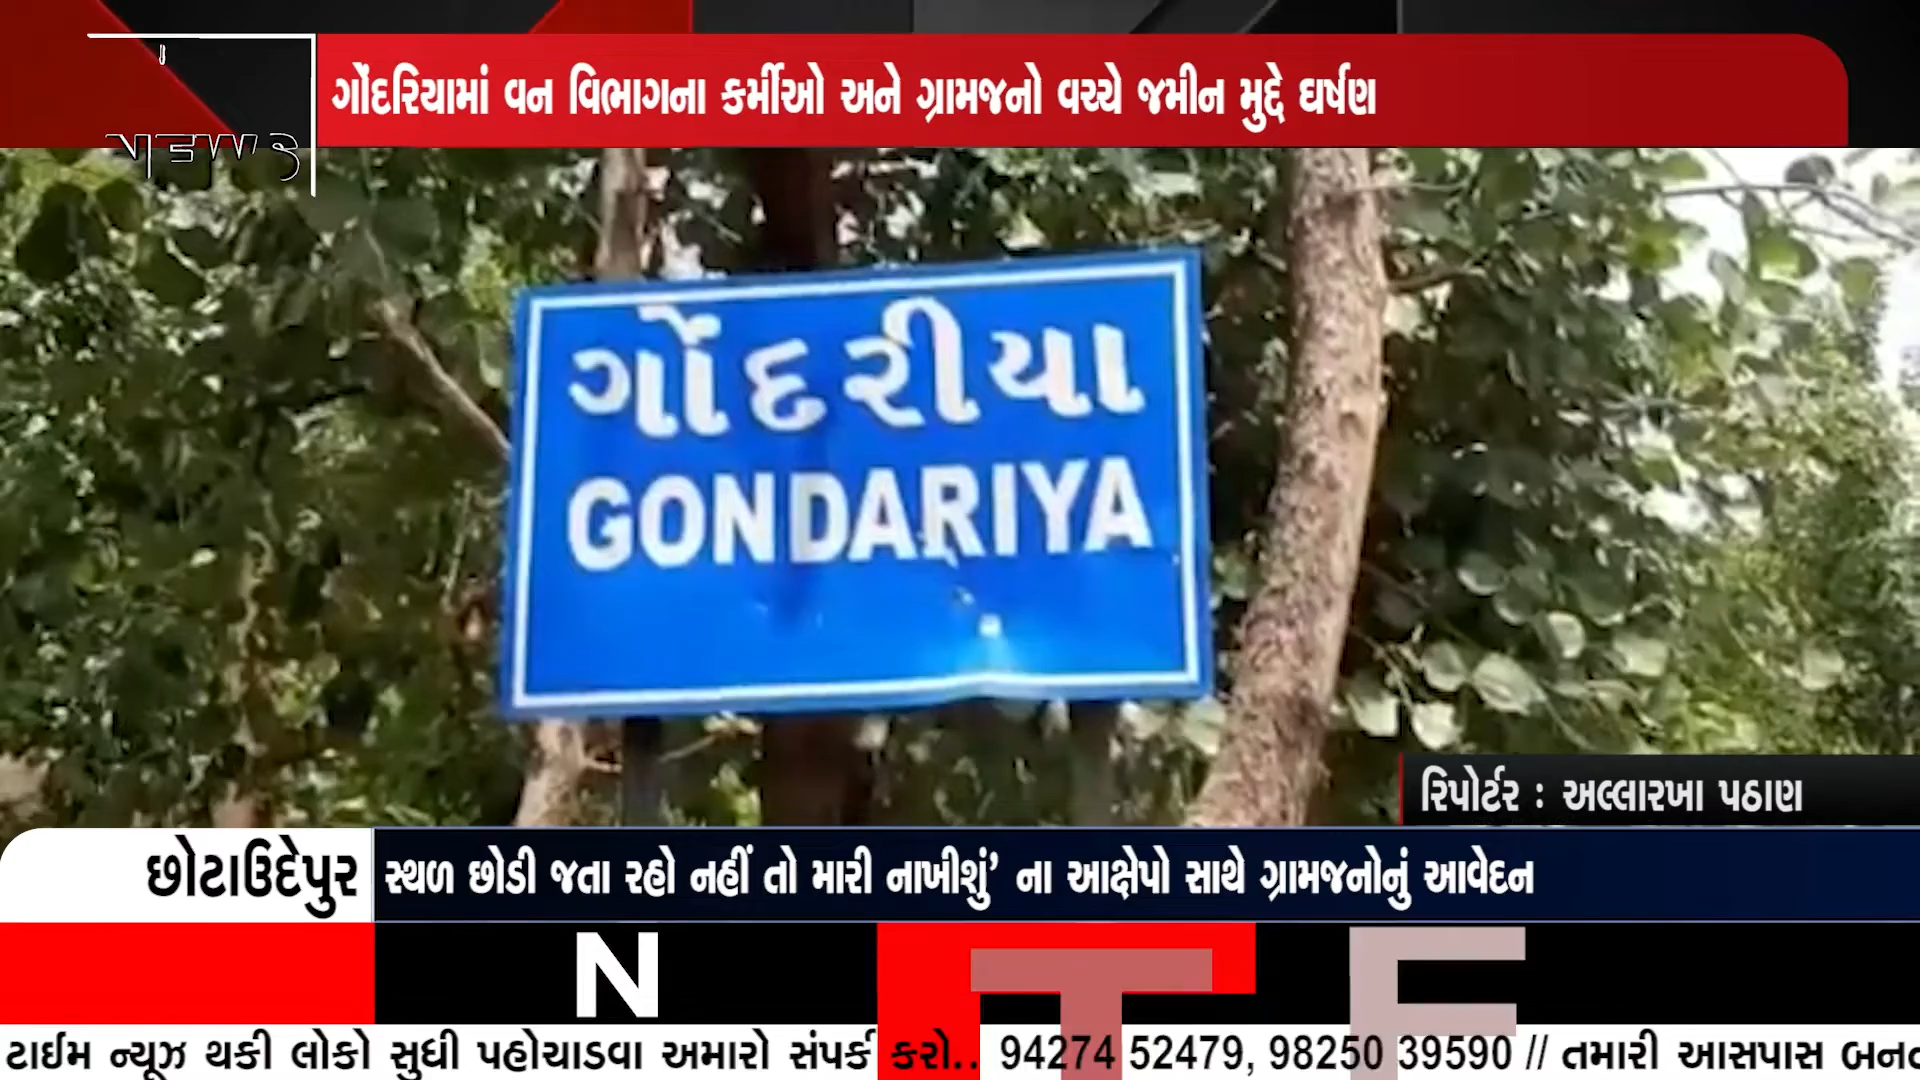 ગોંદરિયામાં વન વિભાગના કર્મીઓ અને ગ્રામજનો વચ્ચે જમીન મુદ્દે ઘર્ષણ
NEWS
ગોંદરીયા
GONDARIYA
રિપોર્ટર : અલ્લારખા પઠાણ
છોટાઉદેપુર
સ્થળ છોડી જતા રહો નહીં તો મારી નાખીશું’ ના આક્ષેપો સાથે ગ્રામજનોનું આવેદન
N T E
ટાઈમ ન્યૂઝ થકી લોકો સુધી પહોચાડવા અમારો સંપર્ક કરો.. 94274 52479, 98250 39590 // તમારી આસપાસ